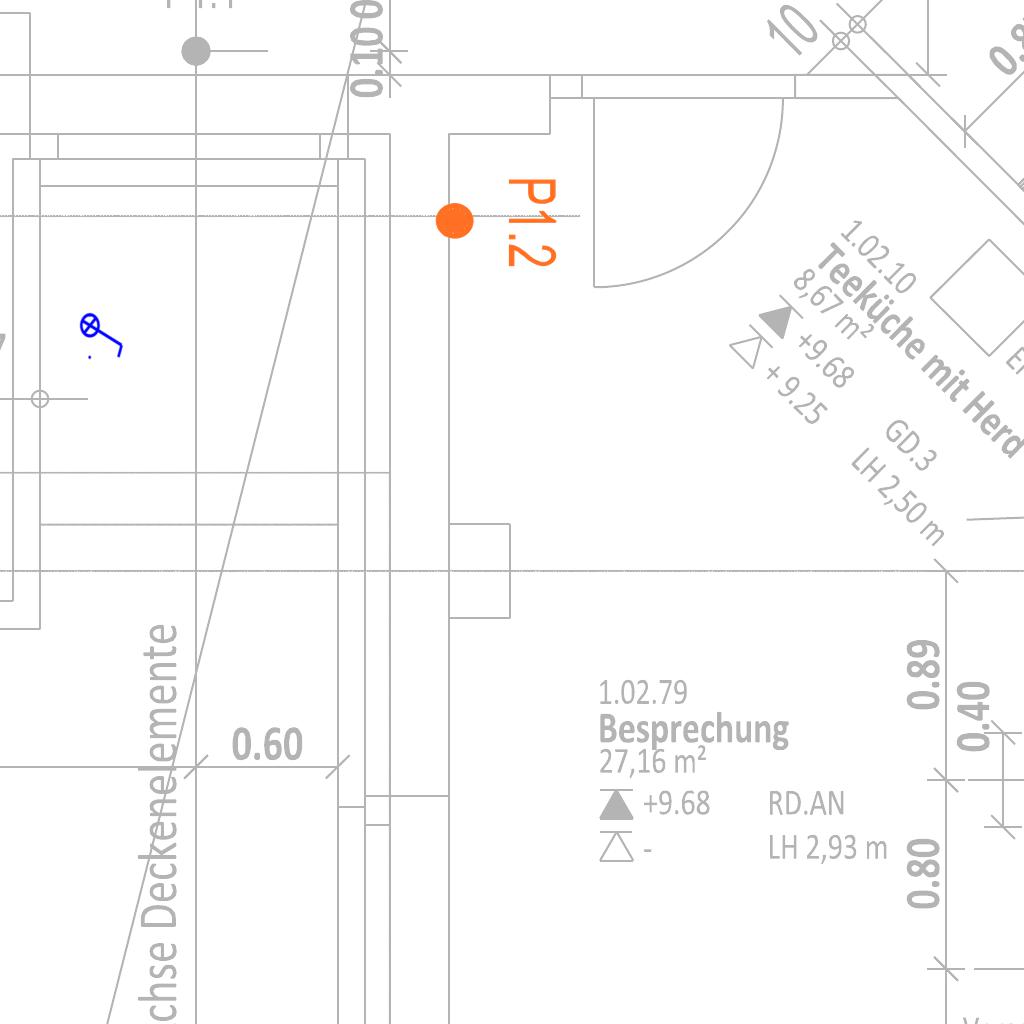 10
0.10
P1.2
1.02.10
Teeküche mit Herd
8,67 m²
+9.68
+ 9.25
GD.3
LH 2,50 m
0.89
0.40
1.02.79
Besprechung
27,16 m²
+9.68
RD.AN
-
LH 2,93 m
0.60
0.80
chse Deckenelemente